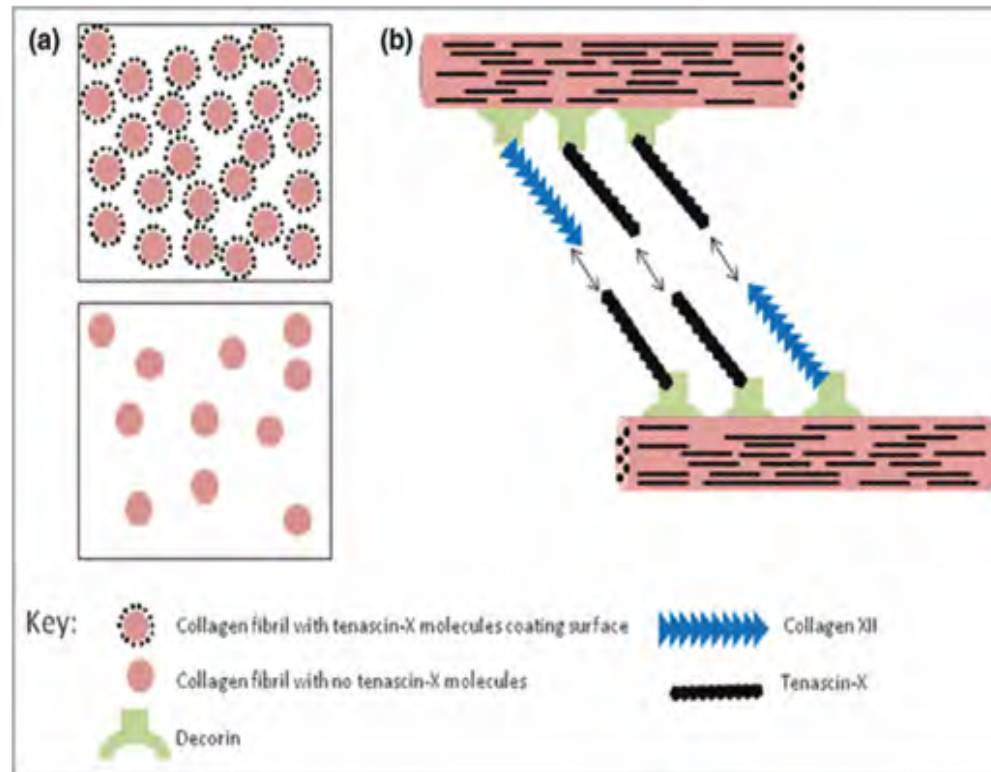 (a)
(b)
Key:
Collagen fibril with tenascin-X molecules coating surface
Collagen XII
Collagen fibril with no tenascin-X molecules
Tenascin-X
Decorin